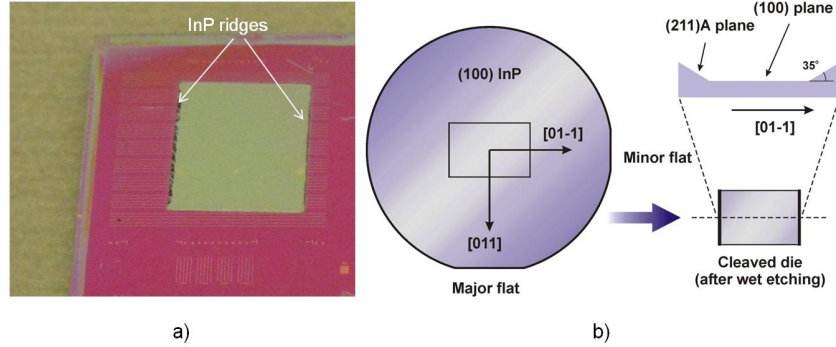 InP ridges
(100) InP
[01-1]
[011]
Major flat
Minor flat
(211)A plane
(100) plane
35°
[01-1]
Cleaved die
(after wet etching)
a)
b)